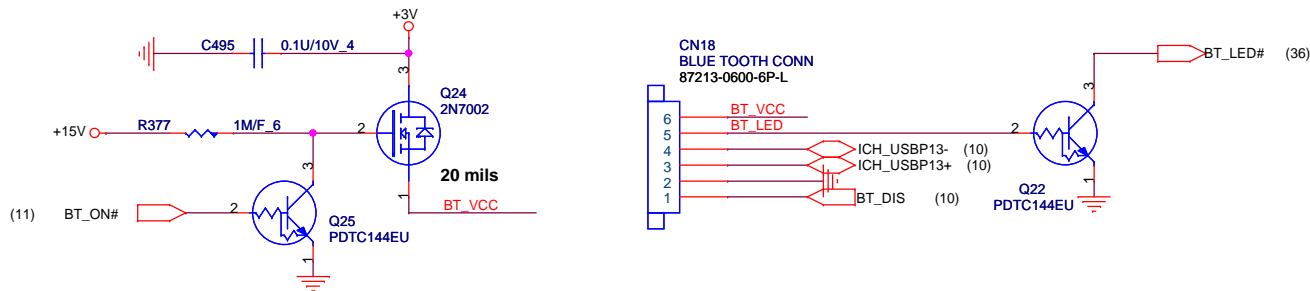 +3V
C495 0.1U/10V_4
3
Q24
2N7002
+15V R377 1M/F_6 2
20 mils
1
BT_VCC
3
(11) BT_ON# 2
Q25
PDTC144EU
1
CN18
BLUE TOOTH CONN
87213-0600-6P-L
6 BT_VCC
5 BT_LED
4 ICH_USBP13- (10)
3 ICH_USBP13+ (10)
2
1 BT_DIS (10)
BT_LED# (36)
3
2
1
Q22
PDTC144EU